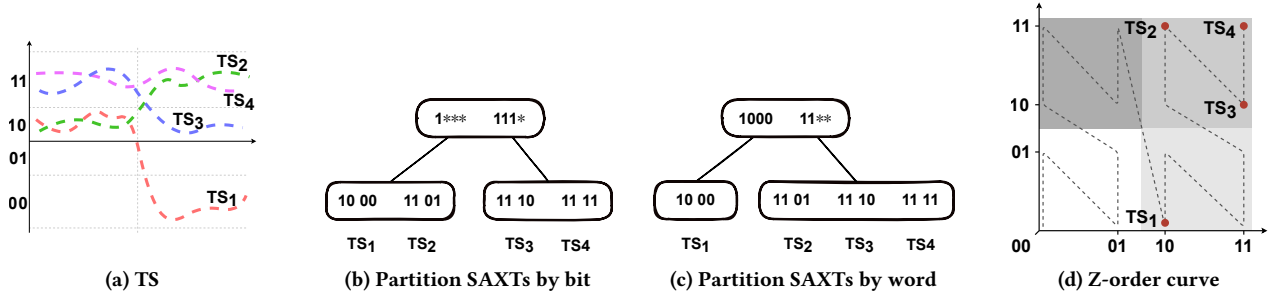 11
10
01
00
TS2
TS4
TS3
TS1
(a) TS
1*** 111*
10 00 11 01 11 10 11 11
TS1 TS2 TS3 TS4
(b) Partition SAXTs by bit
1000 11**
10 00 11 01 11 10 11 11
TS1 TS2 TS3 TS4
(c) Partition SAXTs by word
11
10
01
00 01 10 11
TS2 TS4
TS3
TS1
(d) Z-order curve